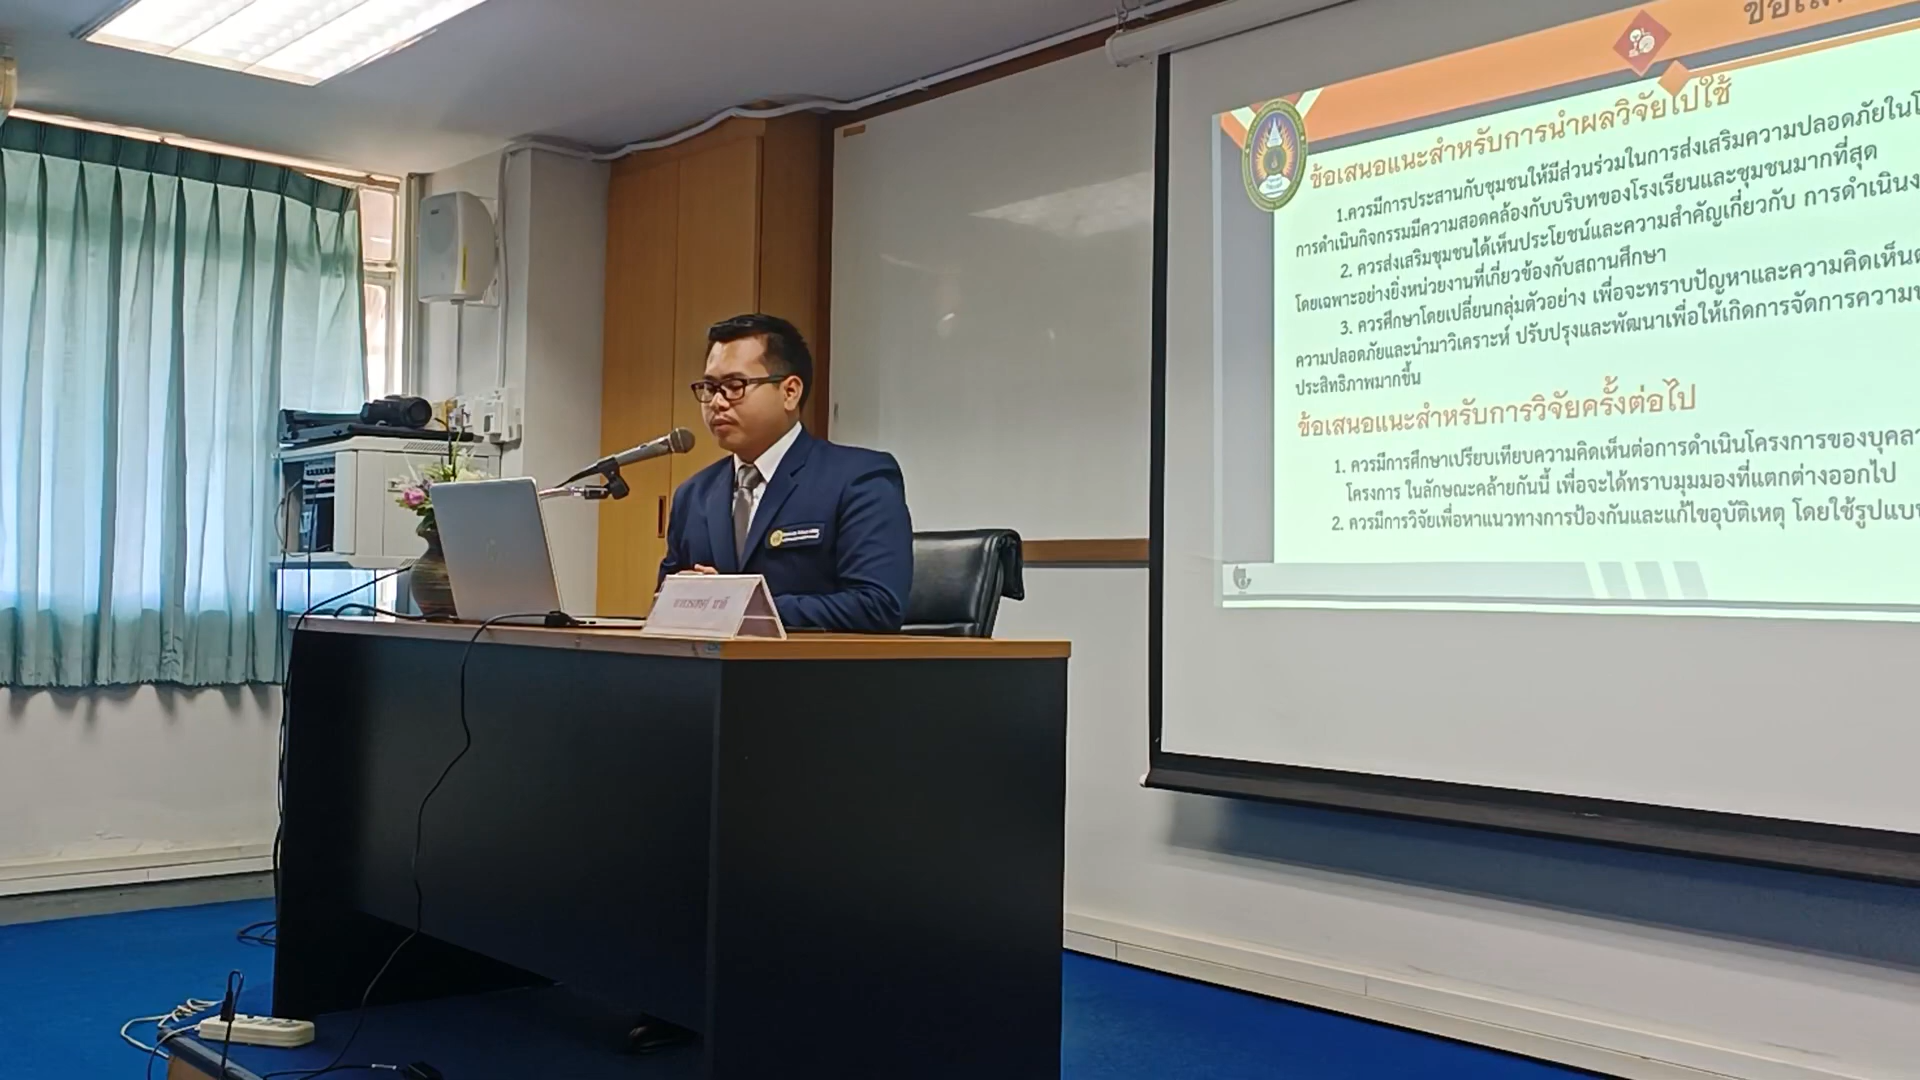 ข้อเสนอแนะสำหรับการนำผลวิจัยไปใช้
1.ควรมีการประสานกับชุมชนให้มีส่วนร่วมในการส่งเสริมความปลอดภัยใน
การดำเนินกิจกรรมมีความสอดคล้องกับบริบทของโรงเรียนและชุมชนมากที่สุด
2. ควรส่งเสริมชุมชนได้เห็นประโยชน์และความสำคัญเกี่ยวกับ การดำเนิน
โดยเฉพาะอย่างยิ่งหน่วยงานที่เกี่ยวข้องกับสถานศึกษา
3. ควรศึกษาโดยเปลี่ยนกลุ่มตัวอย่าง เพื่อจะทราบปัญหาและความคิดเห็น
ความปลอดภัยและนำมาวิเคราะห์ ปรับปรุงและพัฒนาเพื่อให้เกิดการจัดการความ
ประสิทธิภาพมากขึ้น
ข้อเสนอแนะสำหรับการวิจัยครั้งต่อไป
1. ควรมีการศึกษาเปรียบเทียบความคิดเห็นต่อการดำเนินโครงการของ
โครงการ ในลักษณะคล้ายกันนี้ เพื่อจะได้ทราบมุมมองที่แตกต่างออกไป
2. ควรมีการวิจัยเพื่อหาแนวทางการป้องกันและแก้ไขอุบัติเหตุ โดยใช้รูปแบบ